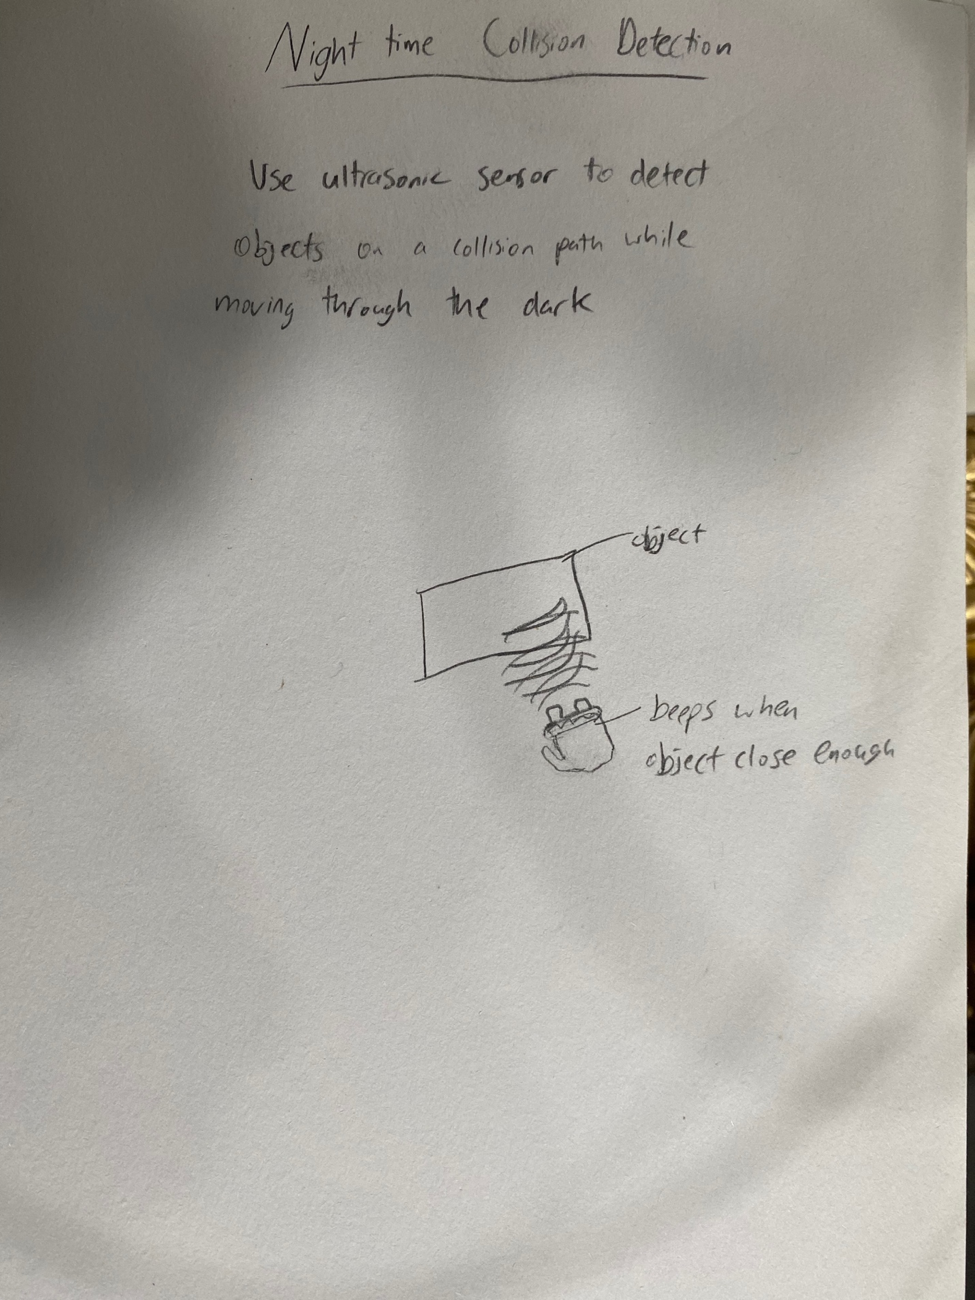 Night time Collision Detection
Use ultrasonic sensor to detect
Objects on a collision path while
moving through the dark
object
beeps when
object close enough